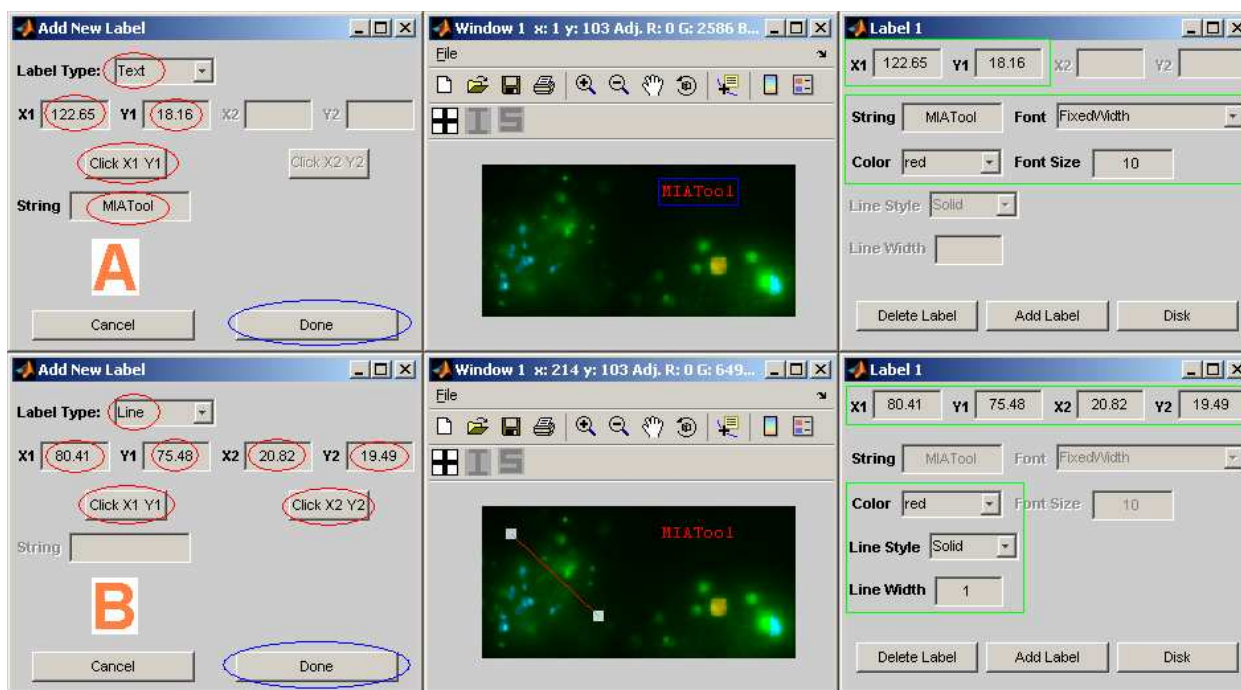 Add New Label
Label Type: Text
X1 122.65 Y1 18.16 X2 Y2
Click X1 Y1 Click X2 Y2
String MIATool
A
Cancel Done
Window 1 x: 1 y: 103 Adj. R: 0 G: 2586 B...
File
MIATool
Label 1
X1 122.65 Y1 18.16 X2 Y2
String MIATool Font FixedWidth
Color red Font Size 10
Line Style Solid
Line Width
Delete Label Add Label Disk
Add New Label
Label Type: Line
X1 80.41 Y1 75.48 X2 20.82 Y2 19.49
Click X1 Y1 Click X2 Y2
String
B
Cancel Done
Window 1 x: 214 y: 103 Adj. R: 0 G: 649...
File
MIATool
Label 1
X1 80.41 Y1 75.48 X2 20.82 Y2 19.49
String MIATool Font FixedWidth
Color red Font Size 10
Line Style Solid
Line Width 1
Delete Label Add Label Disk